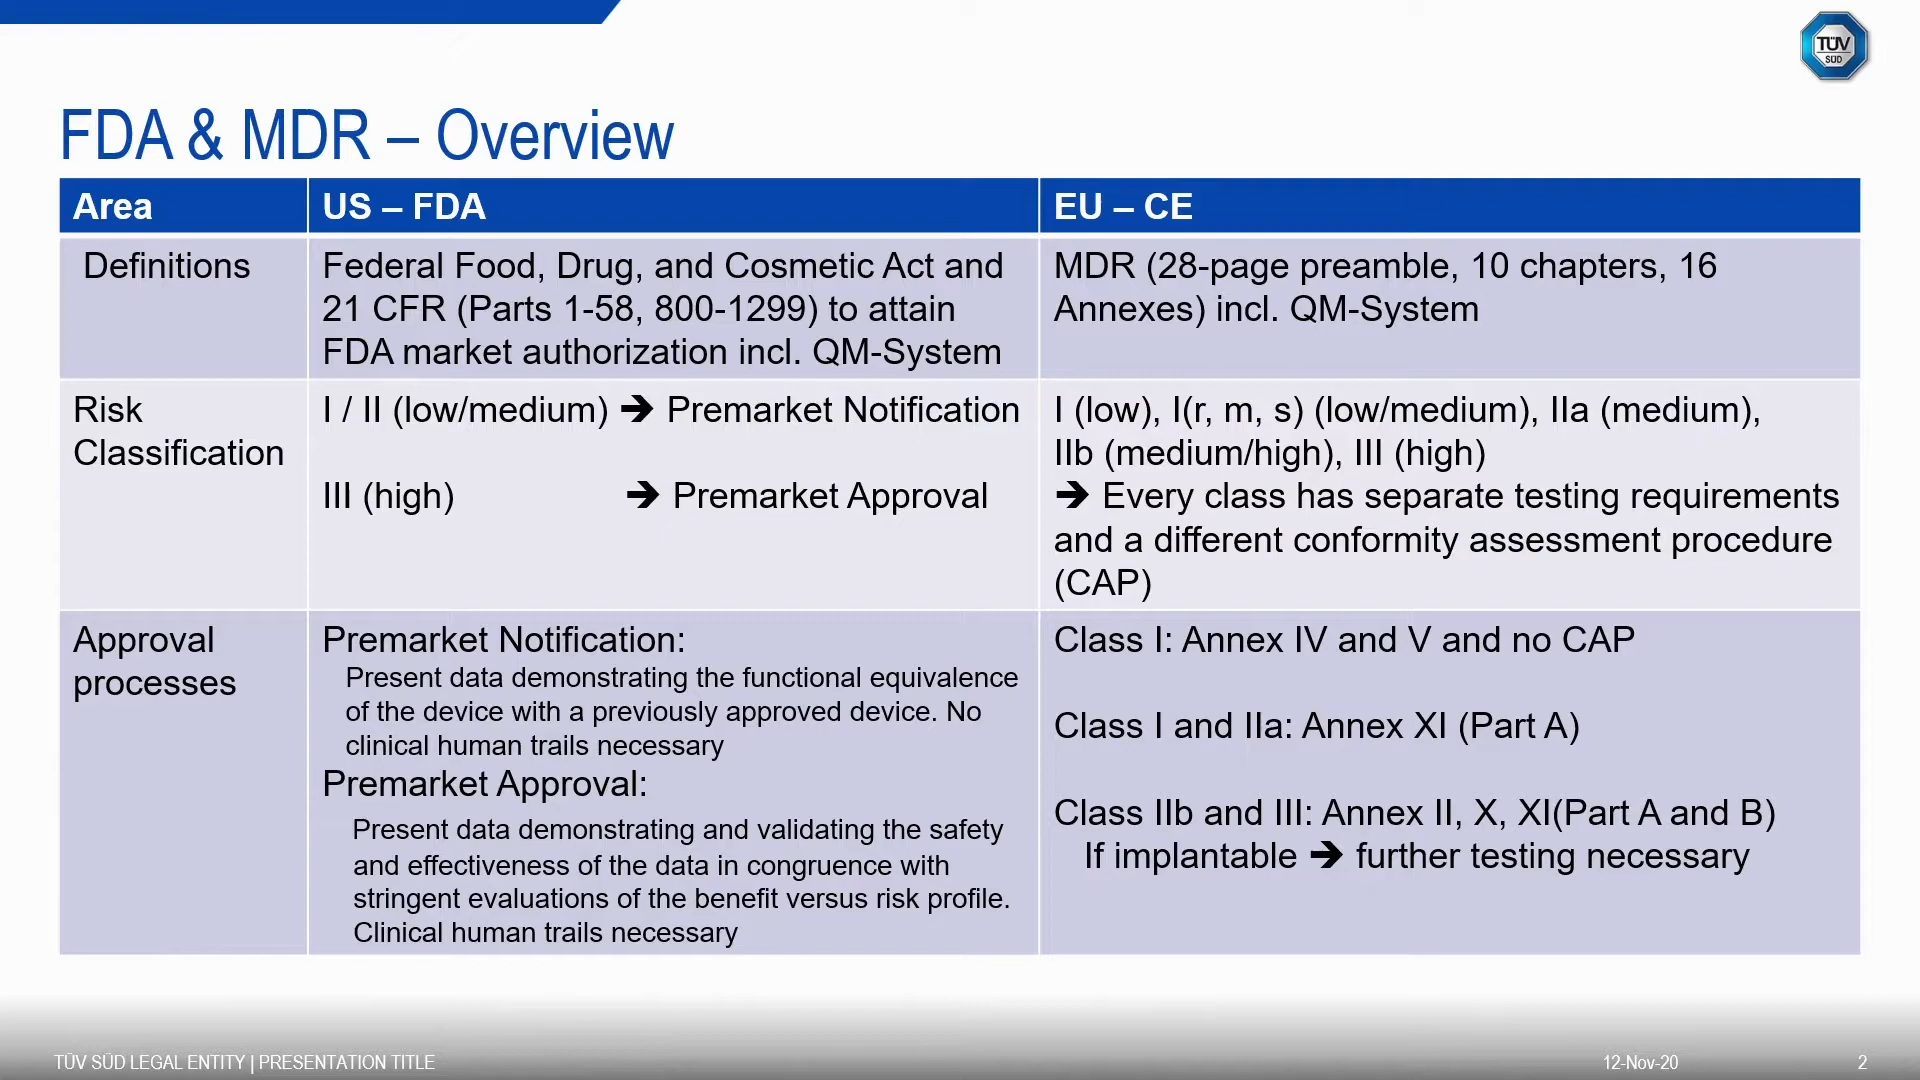 TÜV
SÜD
FDA & MDR – Overview
Area
US – FDA
EU – CE
Definitions
Federal Food, Drug, and Cosmetic Act and
21 CFR (Parts 1-58, 800-1299) to attain
FDA market authorization incl. QM-System
MDR (28-page preamble, 10 chapters, 16
Annexes) incl. QM-System
Risk
Classification
I / II (low/medium) ➔ Premarket Notification
III (high) ➔ Premarket Approval
I (low), I(r, m, s) (low/medium), IIa (medium),
IIb (medium/high), III (high)
➔ Every class has separate testing requirements
and a different conformity assessment procedure
(CAP)
Approval
processes
Premarket Notification:
Present data demonstrating the functional equivalence
of the device with a previously approved device. No
clinical human trails necessary
Premarket Approval:
Present data demonstrating and validating the safety
and effectiveness of the data in congruence with
stringent evaluations of the benefit versus risk profile.
Clinical human trails necessary
Class I: Annex IV and V and no CAP
Class I and IIa: Annex XI (Part A)
Class IIb and III: Annex II, X, XI(Part A and B)
If implantable ➔ further testing necessary
TÜV SÜD LEGAL ENTITY | PRESENTATION TITLE
12-Nov-20
2